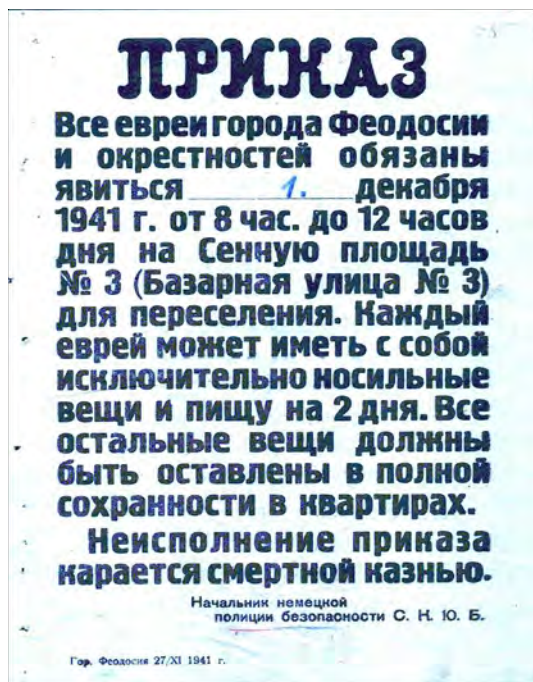 ПРИКАЗ
Все евреи города Феодосии
и окрестностей обязаны
явиться 1. декабря
1941 г. от 8 час. до 12 часов
дня на Сенную площадь
№ 3 (Базарная улица № 3)
для переселения. Каждый
еврей может иметь с собой
исключительно носильные
вещи и пищу на 2 дня. Все
остальные вещи должны
быть оставлены в полной
сохранности в квартирах.
Неисполнение приказа
карается смертной казнью.
Начальник немецкой
полиции безопасности С. К. Ю. Б.
Гор. Феодосия 27/XI 1941 г.